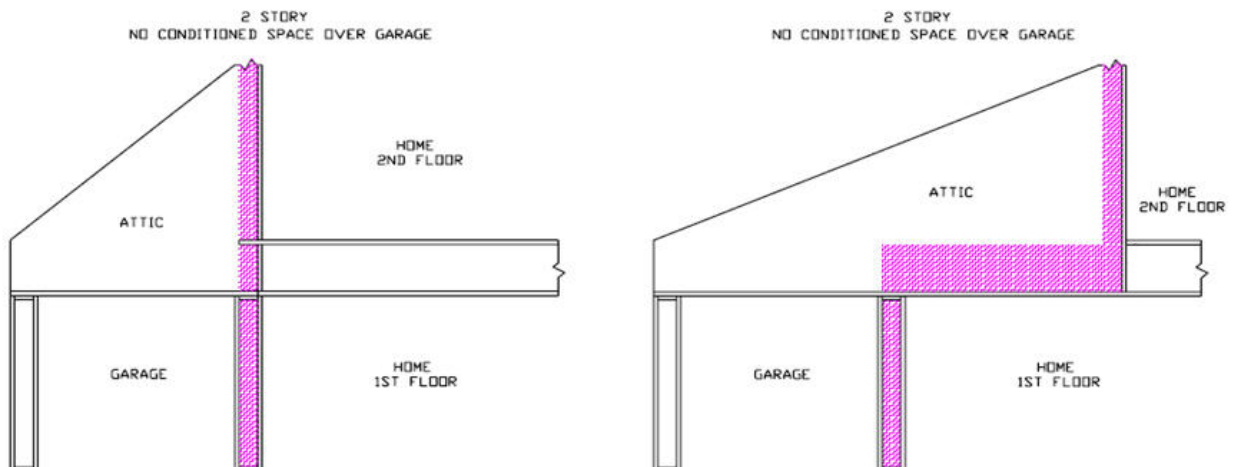 2 STORY
NO CONDITIONED SPACE OVER GARAGE
HOME
2ND FLOOR
ATTIC
GARAGE
HOME
1ST FLOOR
2 STORY
NO CONDITIONED SPACE OVER GARAGE
ATTIC
HOME
2ND FLOOR
GARAGE
HOME
1ST FLOOR